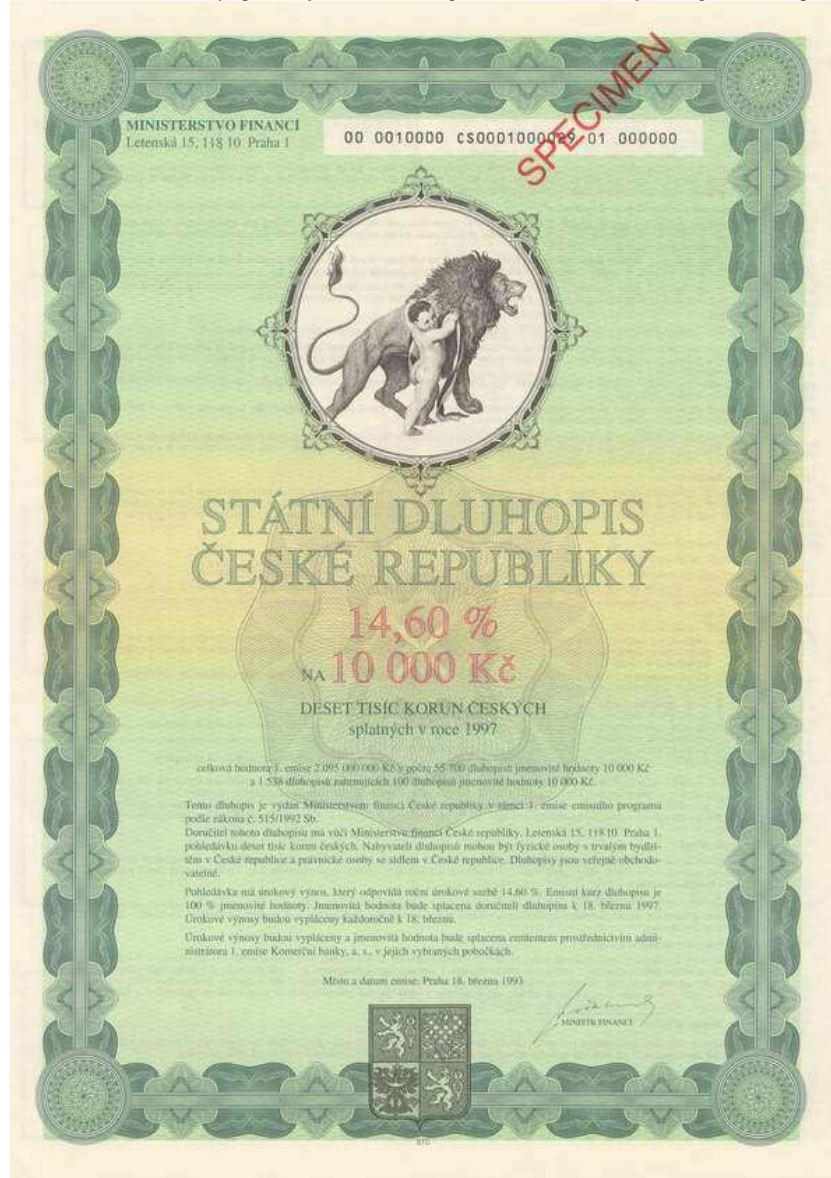 SPECIMEN
MINISTERSTVO FINANCÍ
Letenská 15, 118 10 Praha 1
00 0010000 CS0001000029 01 000000
STÁTNÍ DLUHOPIS
ČESKÉ REPUBLIKY
14,60 %
NA 10 000 Kč
DESET TISÍC KORUN ČESKÝCH
splatných v roce 1997
celková hodnota 1. emise 2 095 000 000 Kč v počtu 55 700 dluhopisů jmenovité hodnoty 10 000 Kč
a 1 538 dluhopisů zahrnujících 100 dluhopisů jmenovité hodnoty 10 000 Kč.
Tento dluhopis je vydán Ministerstvem financí České republiky v rámci 1. emise emisního programu
podle zákona č. 515/1992 Sb.
Doručitel tohoto dluhopisu má vůči Ministerstvu financí České republiky, Letenská 15, 118 10 Praha 1,
pohledávku deset tisíc korun českých. Nabyvateli dluhopisů mohou být fyzické osoby s trvalým bydliš-
těm v České republice a právnické osoby se sídlem v České republice. Dluhopisy jsou veřejně obchodo-
vatelné.
Pohledávka má úrokový výnos, který odpovídá roční úrokové sazbě 14,60 %. Emisní kurz dluhopisu je
100 % jmenovité hodnoty. Jmenovitá hodnota bude splacena doručiteli dluhopisu k 18. březnu 1997.
Úrokové výnosy budou vypláceny každoročně k 18. březnu.
Úrokové výnosy budou vypláceny a jmenovitá hodnota bude splacena emitentem prostřednictvím admi-
nistrátora 1. emise Komerční banky, a. s., v jejích vybraných pobočkách.
Místo a datum emise: Praha 18. března 1993
MINISTR FINANCÍ